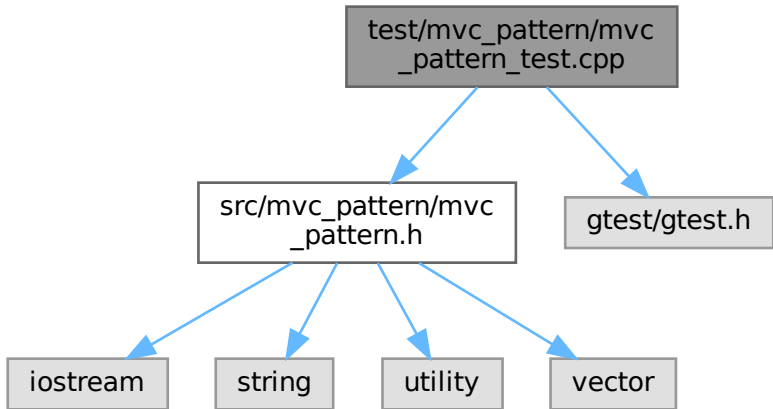 test/mvc_pattern/mvc
_pattern_test.cpp
src/mvc_pattern/mvc
_pattern.h
gtest/gtest.h
iostream
string
utility
vector